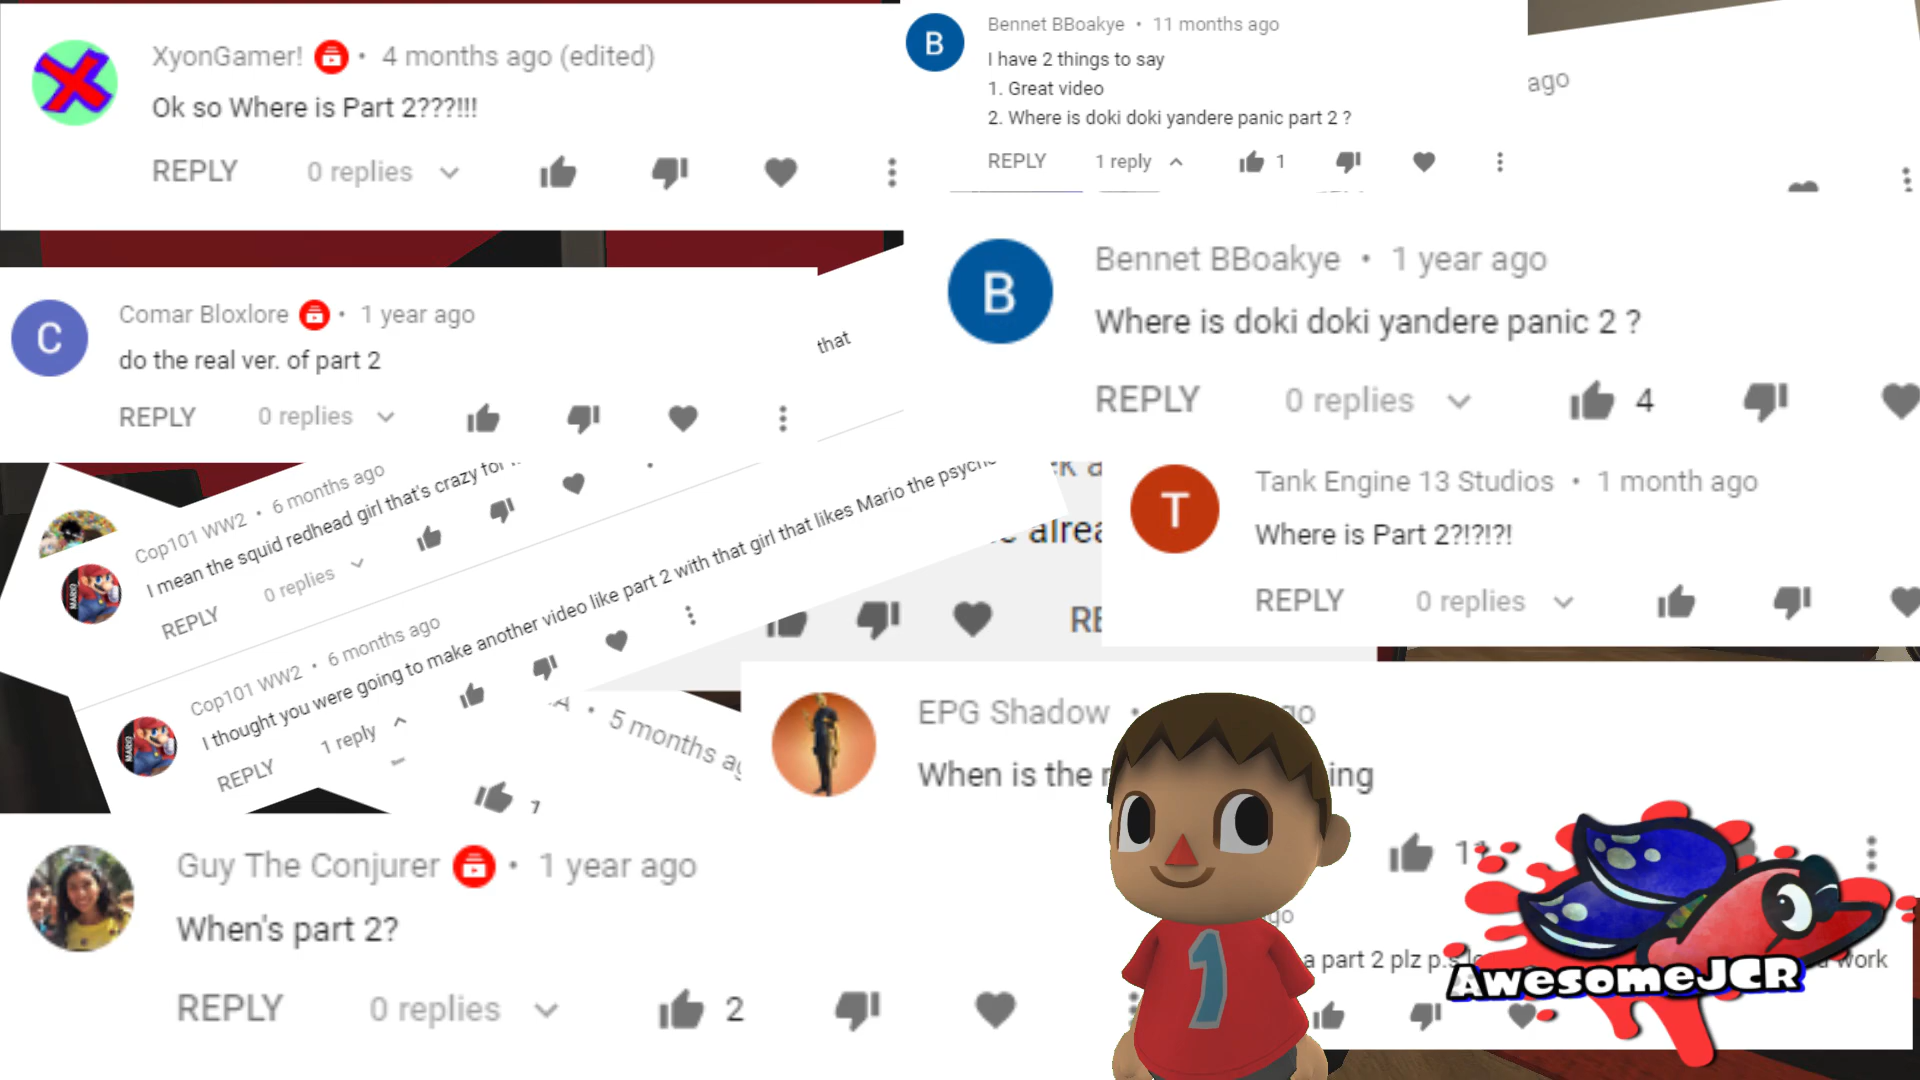 XyonGamer! • 4 months ago (edited)
Ok so Where is Part 2???!!!
REPLY 0 replies
Bennet BBoakye • 11 months ago
I have 2 things to say
1. Great video
2. Where is doki doki yandere panic part 2 ?
REPLY 1 reply 1
ago
Bennet BBoakye • 1 year ago
Where is doki doki yandere panic 2 ?
REPLY 0 replies 4
Comar Bloxlore • 1 year ago
do the real ver. of part 2
REPLY 0 replies
that
Cop101 WW2 • 6 months ago
I mean the squid redhead girl that's crazy for
REPLY 0 replies
Cop101 WW2 • 6 months ago
I thought you were going to make another video like part 2 with that girl that likes Mario the psycho
REPLY 1 reply
Tank Engine 13 Studios • 1 month ago
Where is Part 2?!?!?!
REPLY 0 replies
• 5 months
7
EPG Shadow •
When is the
Guy The Conjurer • 1 year ago
When's part 2?
REPLY 0 replies 2
a part 2 plz work
AwesomeJCR
MARIO
MARIO
1